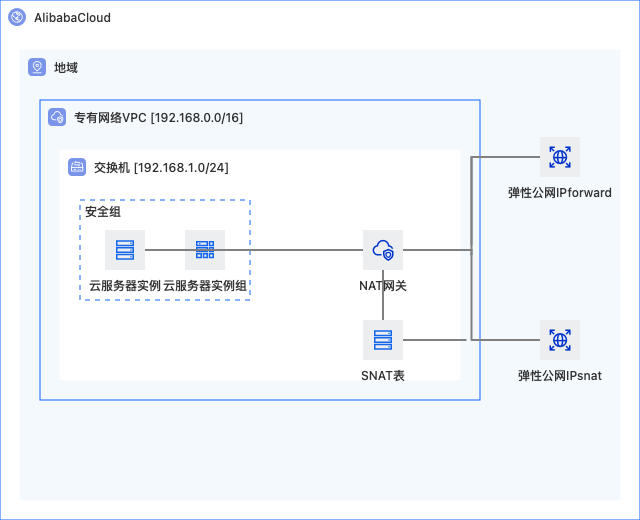 AlibabaCloud
地域
专有网络VPC [192.168.0.0/16]
交换机 [192.168.1.0/24]
弹性公网IPforward
安全组
云服务器实例
云服务器实例组
NAT网关
SNAT表
弹性公网IPsnat